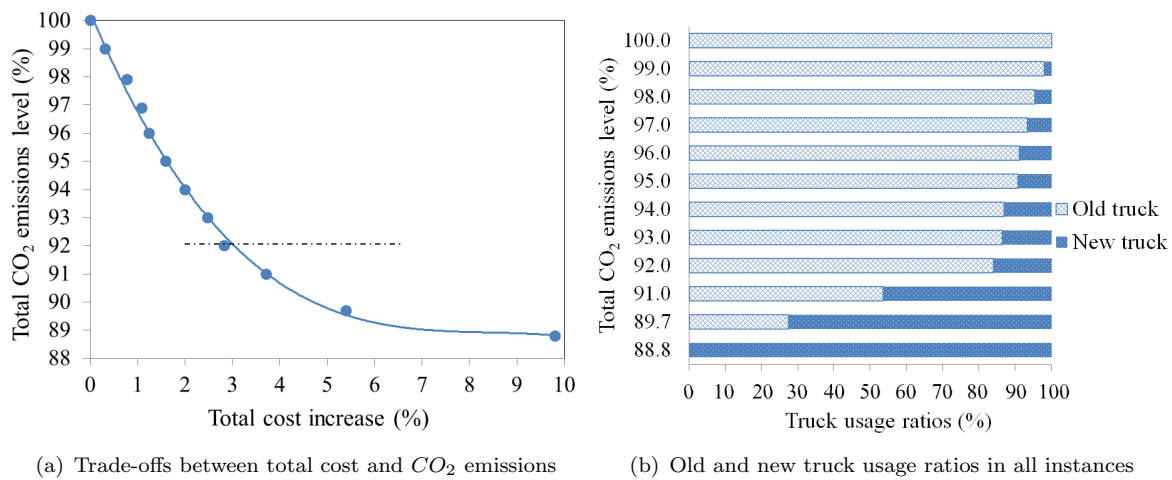 Total CO2 emissions level (%)
100
99
98
97
96
95
94
93
92
91
90
89
88
0 1 2 3 4 5 6 7 8 9 10
Total cost increase (%)
(a) Trade-offs between total cost and CO2 emissions
Total CO2 emissions level (%)
100.0
99.0
98.0
97.0
96.0
95.0
94.0
93.0
92.0
91.0
89.7
88.8
0 10 20 30 40 50 60 70 80 90 100
Truck usage ratios (%)
Old truck
New truck
(b) Old and new truck usage ratios in all instances